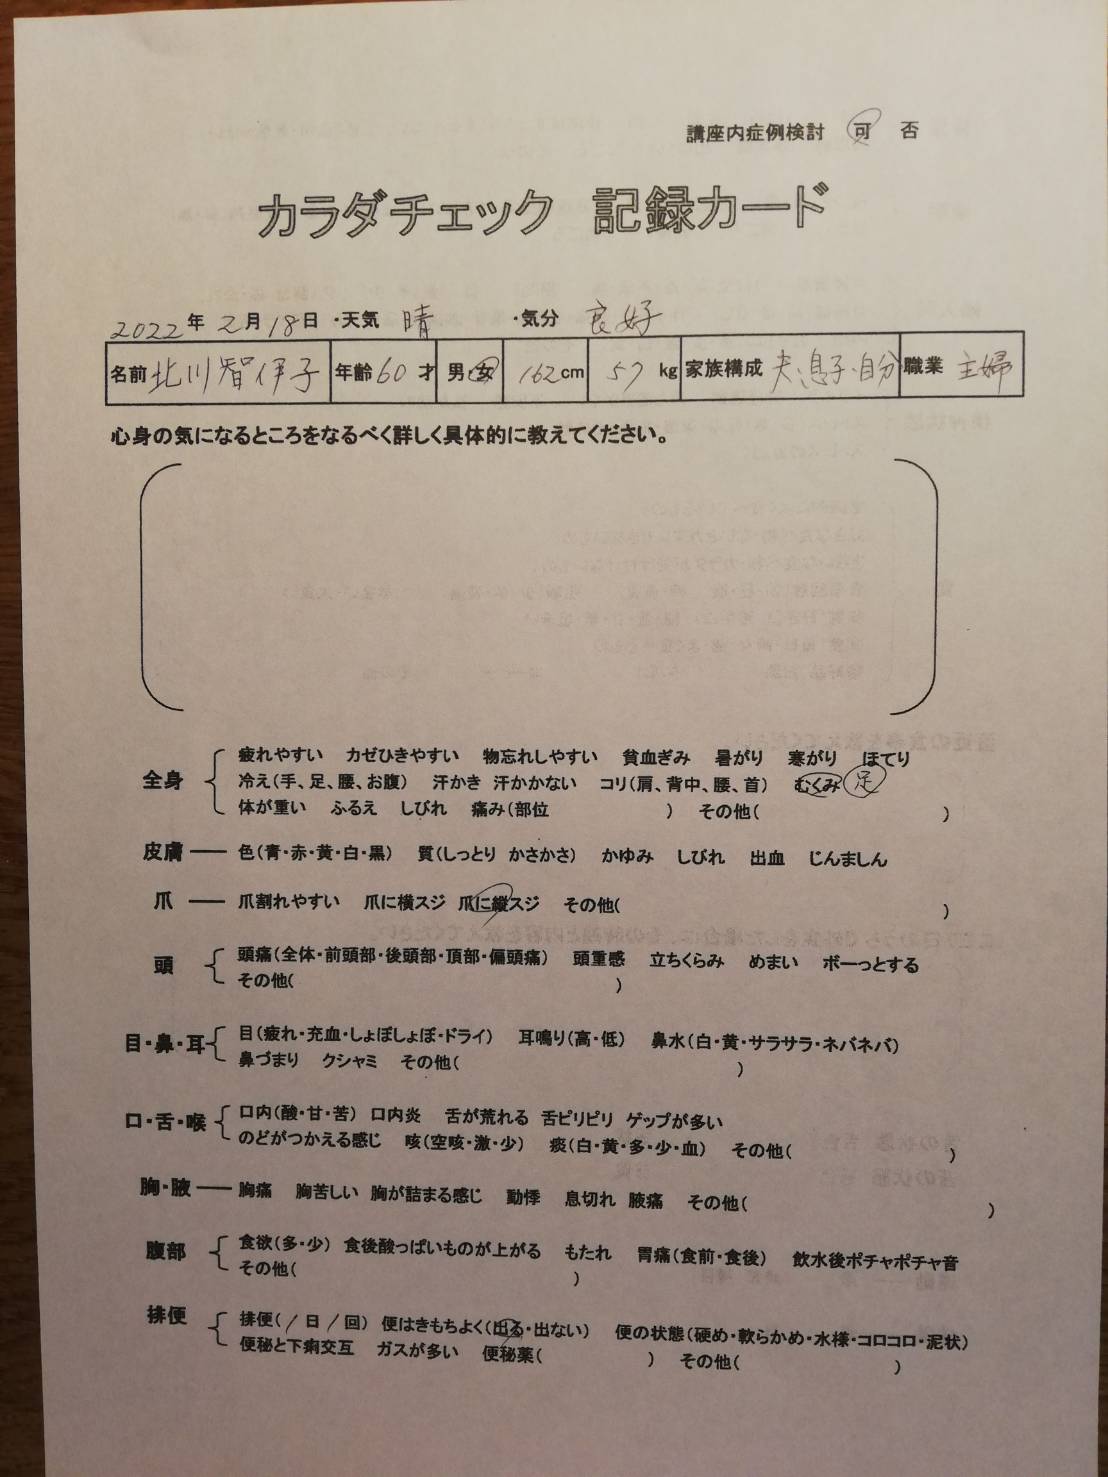 講座内症例検討 可 否
カラダチェック 記録カード
2022年 2月 18日 ・天気 晴 ・気分 良好
名前 北川智伊子 年齢 60 才 男・女 162cm 57 kg 家族構成 夫、息子・自分 職業 主婦
心身の気になるところをなるべく詳しく具体的に教えてください。
疲れやすい カゼひきやすい 物忘れしやすい 貧血ぎみ 暑がり 寒がり ほてり
全身 冷え(手、足、腰、お腹) 汗かき 汗かかない コリ(肩、背中、腰、首) むくみ 足
体が重い ふるえ しびれ 痛み(部位 ) その他( )
皮膚 ── 色(青・赤・黄・白・黒) 質(しっとり かさかさ) かゆみ しびれ 出血 じんましん
爪 ── 爪割れやすい 爪に横スジ 爪に縦スジ その他( )
頭 頭痛(全体・前頭部・後頭部・頂部・偏頭痛) 頭重感 立ちくらみ めまい ボーっとする
その他( )
目・鼻・耳 目(疲れ・充血・しょぼしょぼ・ドライ) 耳鳴り(高・低) 鼻水(白・黄・サラサラ・ネバネバ)
鼻づまり クシャミ その他( )
口・舌・喉 口内(酸・甘・苦) 口内炎 舌が荒れる 舌ピリピリ ゲップが多い
のどがつかえる感じ 咳(空咳・激・少) 痰(白・黄・多・少・血) その他( )
胸・腋 ── 胸痛 胸苦しい 胸が詰まる感じ 動悸 息切れ 腋痛 その他( )
腹部 食欲(多・少) 食後酸っぱいものが上がる もたれ 胃痛(食前・食後) 飲水後ポチャポチャ音
その他( )
排便 排便(1日1回) 便はきもちよく(出る・出ない) 便の状態(硬め・軟らかめ・水様・コロコロ・泥状)
便秘と下痢交互 ガスが多い 便秘薬( ) その他( )